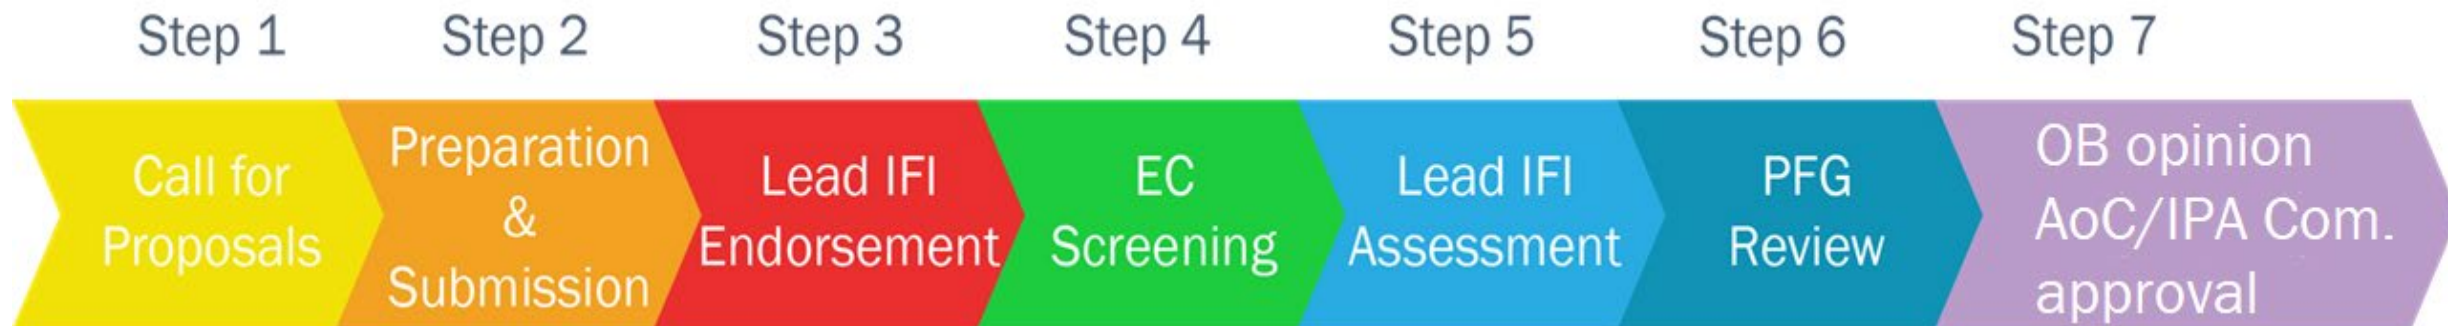 Step 1
Step 2
Step 3
Step 4
Step 5
Step 6
Step 7
Call for
Proposals
Preparation
&
Submission
Lead IFI
Endorsement
EC
Screening
Lead IFI
Assessment
PFG
Review
OB opinion
AoC/IPA Com.
approval